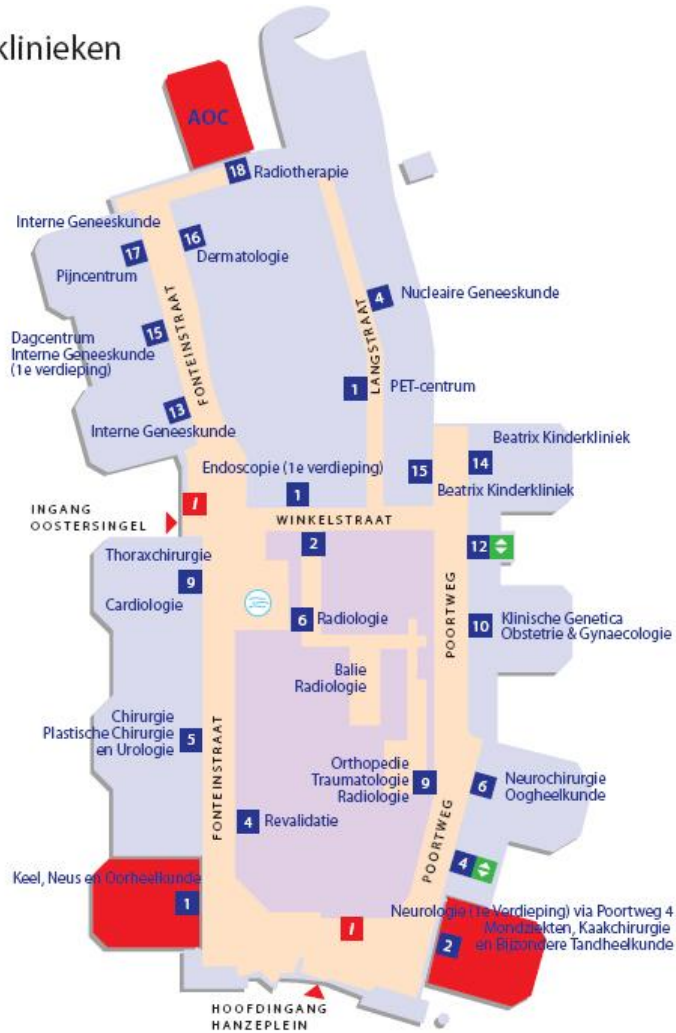 klinieken
AOC
18 Radiotherapie
Interne Geneeskunde
17
Pijncentrum
16
Dermatologie
4 Nucleaire Geneeskunde
15
Dagcentrum
Interne Geneeskunde
(1e verdieping)
FONTEINSTRAAT
LANGSTRAAT
1 PET-centrum
13
Interne Geneeskunde
Beatrix Kinderkliniek
14
Endoscopie (1e verdieping)
1
15
Beatrix Kinderkliniek
I
INGANG
OOSTERSINGEL
WINKELSTRAAT
2
12
Thoraxchirurgie
9
Cardiologie
6 Radiologie
POORTWEG
10 Klinische Genetica
Obstetrie & Gynaecologie
Balie
Radiologie
Chirurgie
Plastische Chirurgie
en Urologie
5
FONTEINSTRAAT
Orthopedie
Traumatologie
Radiologie
9
6 Neurochirurgie
Oogheelkunde
4 Revalidatie
POORTWEG
4
Keel, Neus en Oorheelkunde
1
I
Neurologie (1e Verdieping) via Poortweg 4
Mondziekten, Kaakchirurgie
en Bijzondere Tandheelkunde
2
HOOFDINGANG
HANZEPLEIN